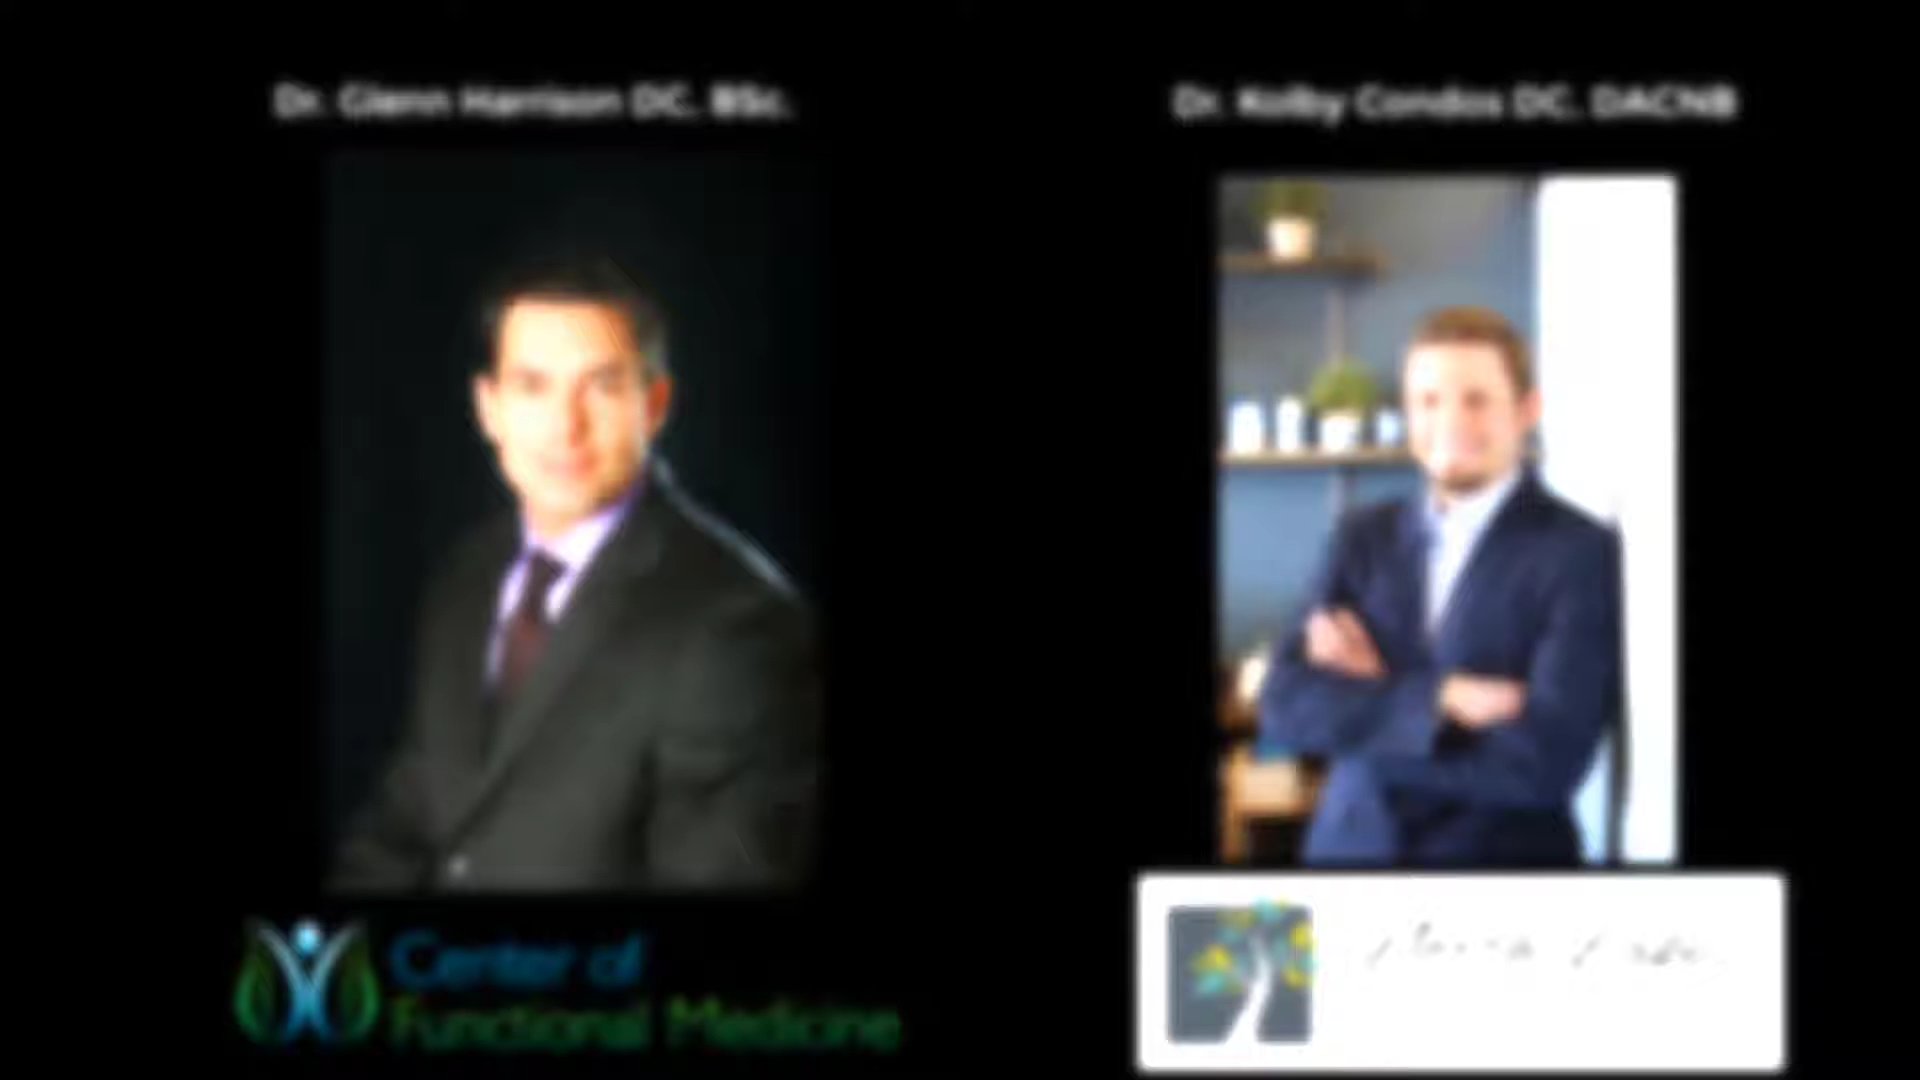 Dr. Glenn Harrison DC. BSc.
Dr. Kolby Condos DC. DACNB
Center of
Functional Medicine